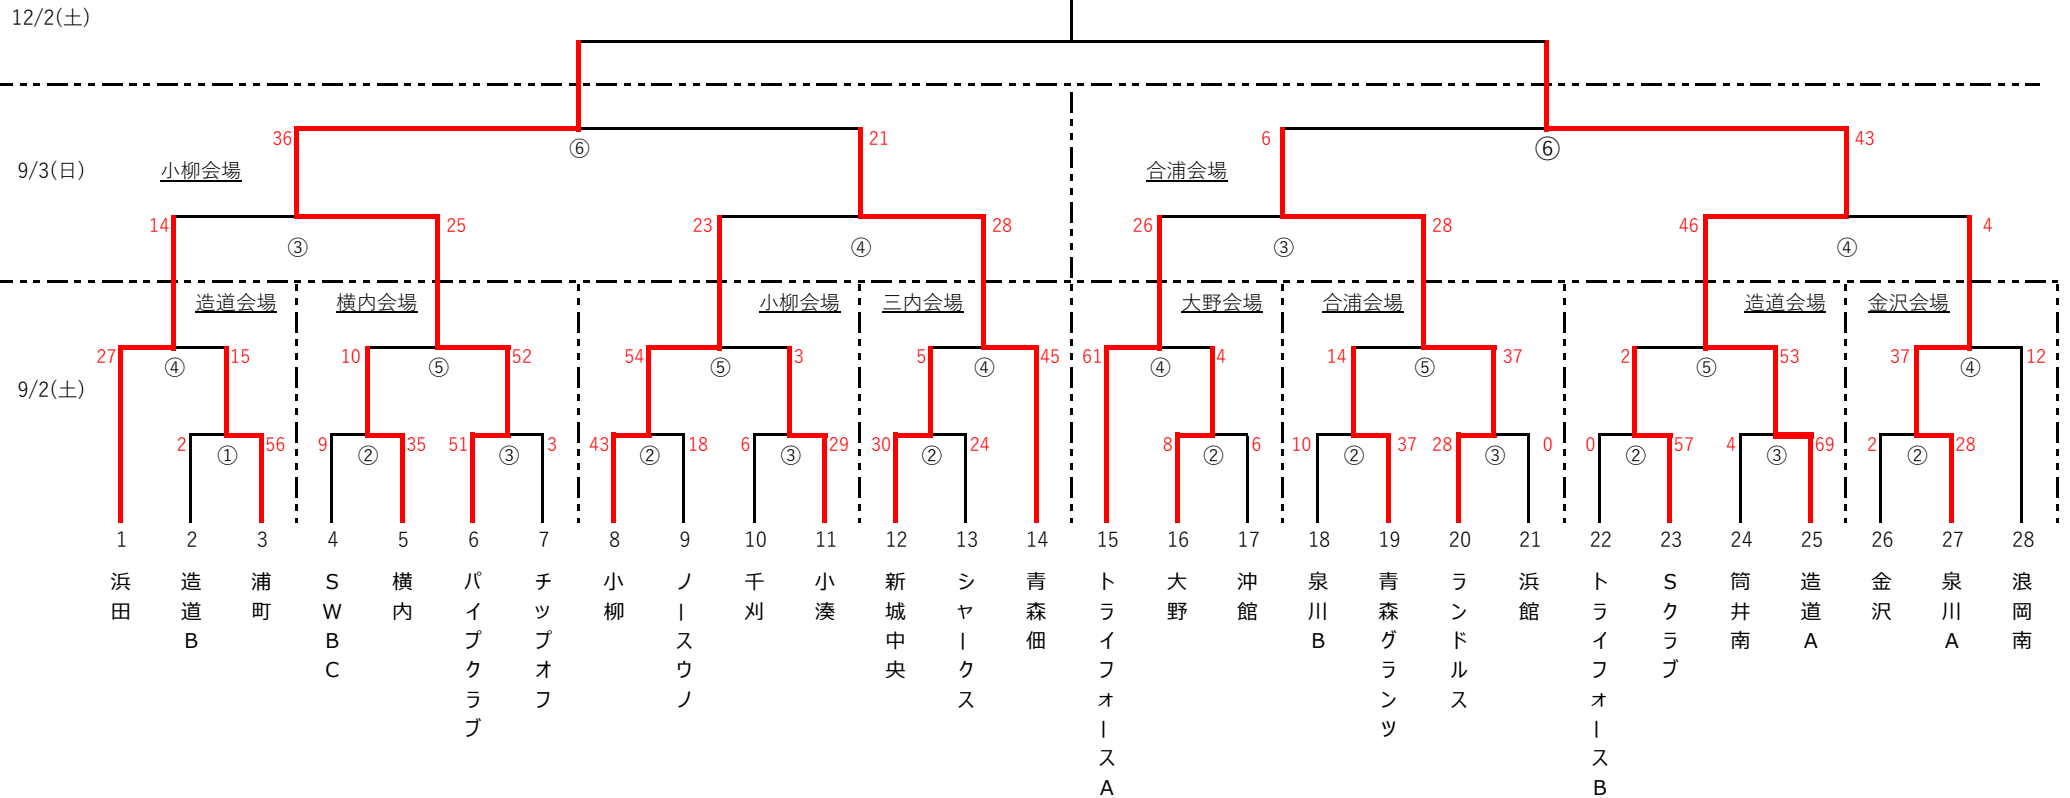 12/2(土)
36 ⑥ 21 6 ⑥ 43
9/3(日) 小柳会場 合浦会場
14 25 23 28 26 28 46 4
③ ④ ③ ④
造道会場 横内会場 小柳会場 三内会場 大野会場 合浦会場 造道会場 金沢会場
27 15 10 52 54 3 5 45 61 4 14 37 2 53 37 12
④ ⑤ ⑤ ④ ④ ⑤ ⑤ ④
9/2(土)
2 56 9 35 51 3 43 18 6 29 30 24 8 6 10 37 28 0 0 57 4 69 2 28
① ② ③ ② ③ ② ② ② ③ ② ③ ②
1 2 3 4 5 6 7 8 9 10 11 12 13 14 15 16 17 18 19 20 21 22 23 24 25 26 27 28
浜田
造道B
浦町
SWBC
横内
パイプクラブ
チップオフ
小柳
ノースウノ
千刈
小湊
新城中央
シャークス
青森佃
トライフォースA
大野
沖館
泉川B
青森グランツ
ランドルス
浜館
トライフォースB
Sクラブ
筒井南
造道A
金沢
泉川A
浪岡南